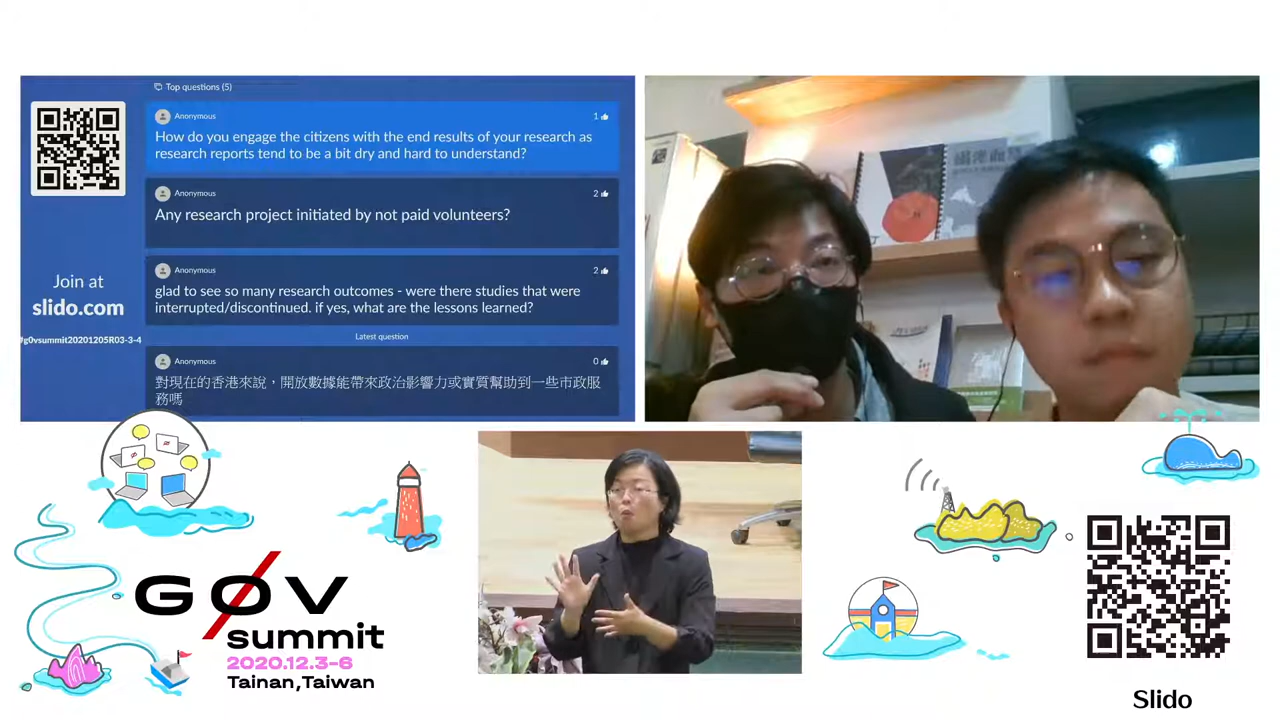 Top questions (5)
Anonymous
1
How do you engage the citizens with the end results of your research as
research reports tend to be a bit dry and hard to understand?
Anonymous
2
Any research project initiated by not paid volunteers?
Anonymous
2
glad to see so many research outcomes - were there studies that were
interrupted/discontinued. if yes, what are the lessons learned?
Latest question
Anonymous
0
對現在的香港來說，開放數據能帶來政治影響力或實質幫助到一些市政服
務嗎
Join at
slido.com
#g0vsummit20201205R03-3-4
GØV
summit
2020.12.3-6
Tainan,Taiwan
Slido